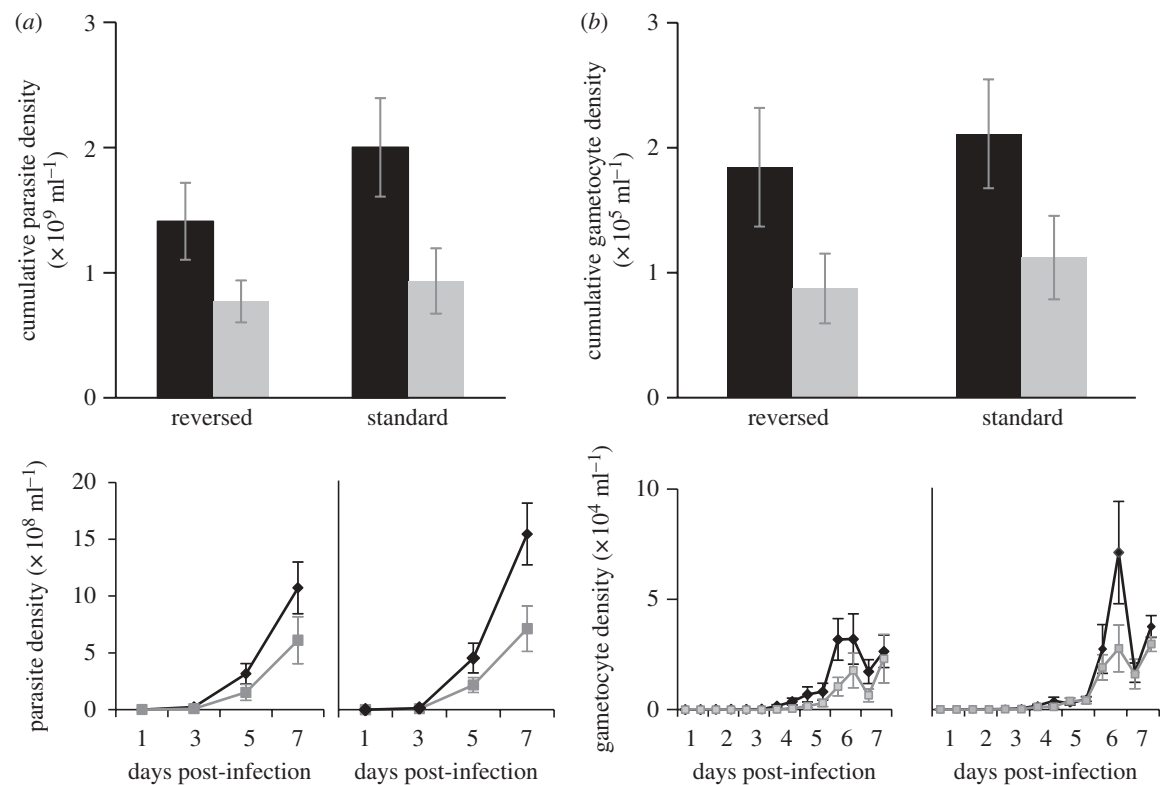 (a)
cumulative parasite density
(×10⁹ ml⁻¹)
3
2
1
0
reversed standard
(b)
cumulative gametocyte density
(×10⁵ ml⁻¹)
3
2
1
0
reversed standard
parasite density (×10⁸ ml⁻¹)
20
15
10
5
0
1 3 5 7 1 3 5 7
days post-infection days post-infection
gametocyte density (×10⁴ ml⁻¹)
10
5
0
1 2 3 4 5 6 7 1 2 3 4 5 6 7
days post-infection days post-infection